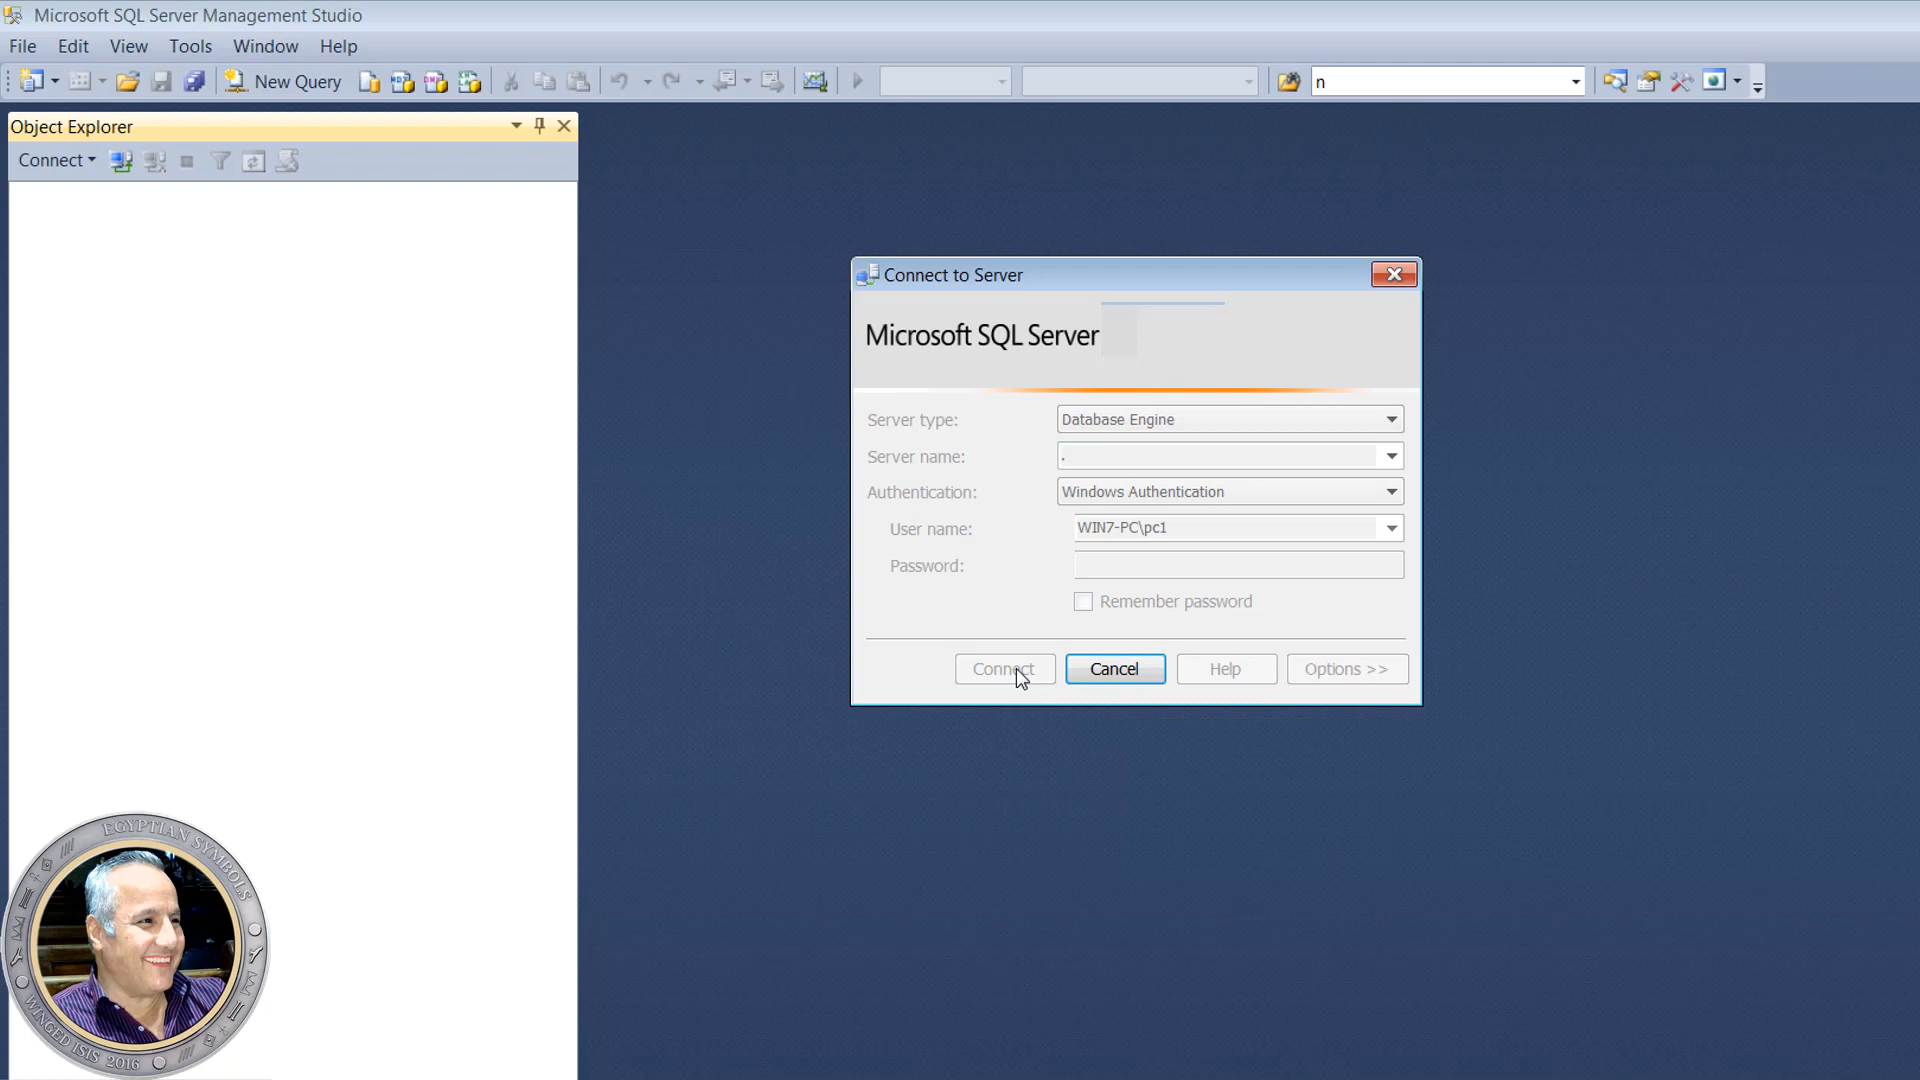 Microsoft SQL Server Management Studio
File Edit View Tools Window Help
New Query
n
Object Explorer
Connect
Connect to Server
Microsoft SQL Server
Server type: Database Engine
Server name: .
Authentication: Windows Authentication
User name: WIN7-PC\pc1
Password:
Remember password
Connect Cancel Help Options >>
EGYPTIAN SYMBOLS
WINGED ISIS 2016